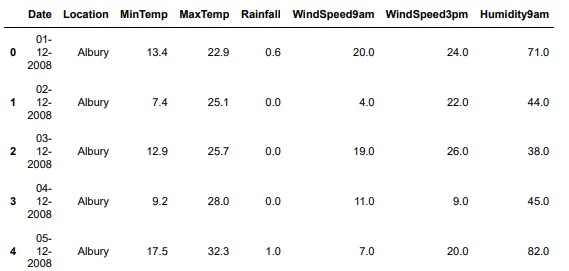 Date Location MinTemp MaxTemp Rainfall WindSpeed9am WindSpeed3pm Humidity9am
0 01-12-2008 Albury 13.4 22.9 0.6 20.0 24.0 71.0
1 02-12-2008 Albury 7.4 25.1 0.0 4.0 22.0 44.0
2 03-12-2008 Albury 12.9 25.7 0.0 19.0 26.0 38.0
3 04-12-2008 Albury 9.2 28.0 0.0 11.0 9.0 45.0
4 05-12-2008 Albury 17.5 32.3 1.0 7.0 20.0 82.0